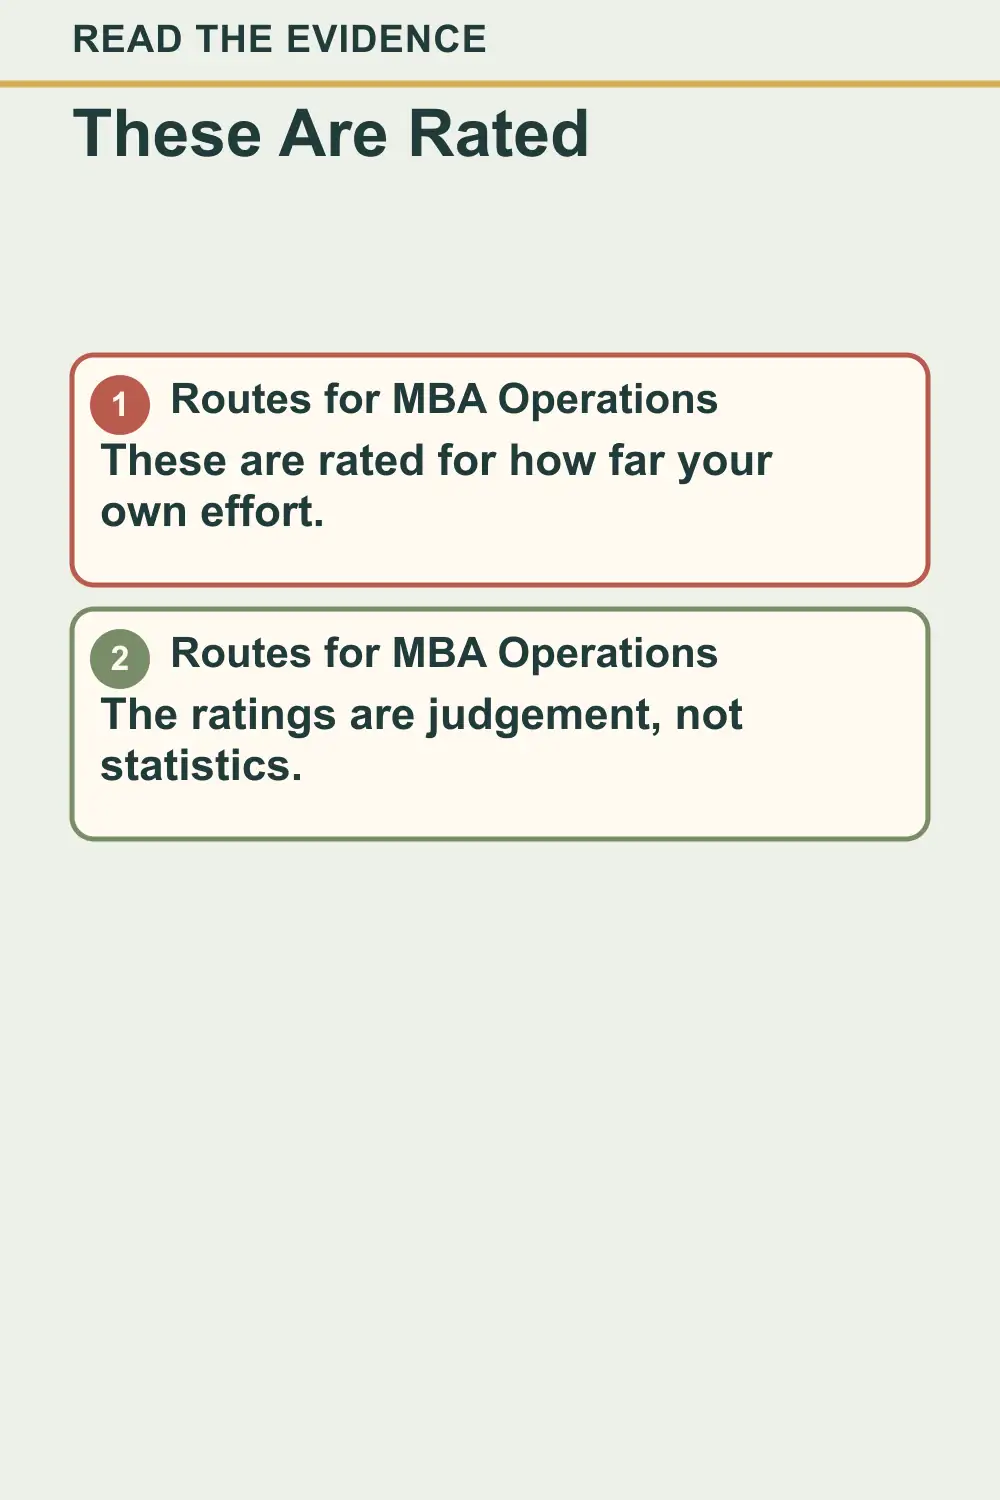 READ THE EVIDENCE
These Are Rated
1 Routes for MBA Operations
These are rated for how far your
own effort.
2 Routes for MBA Operations
The ratings are judgement, not
statistics.